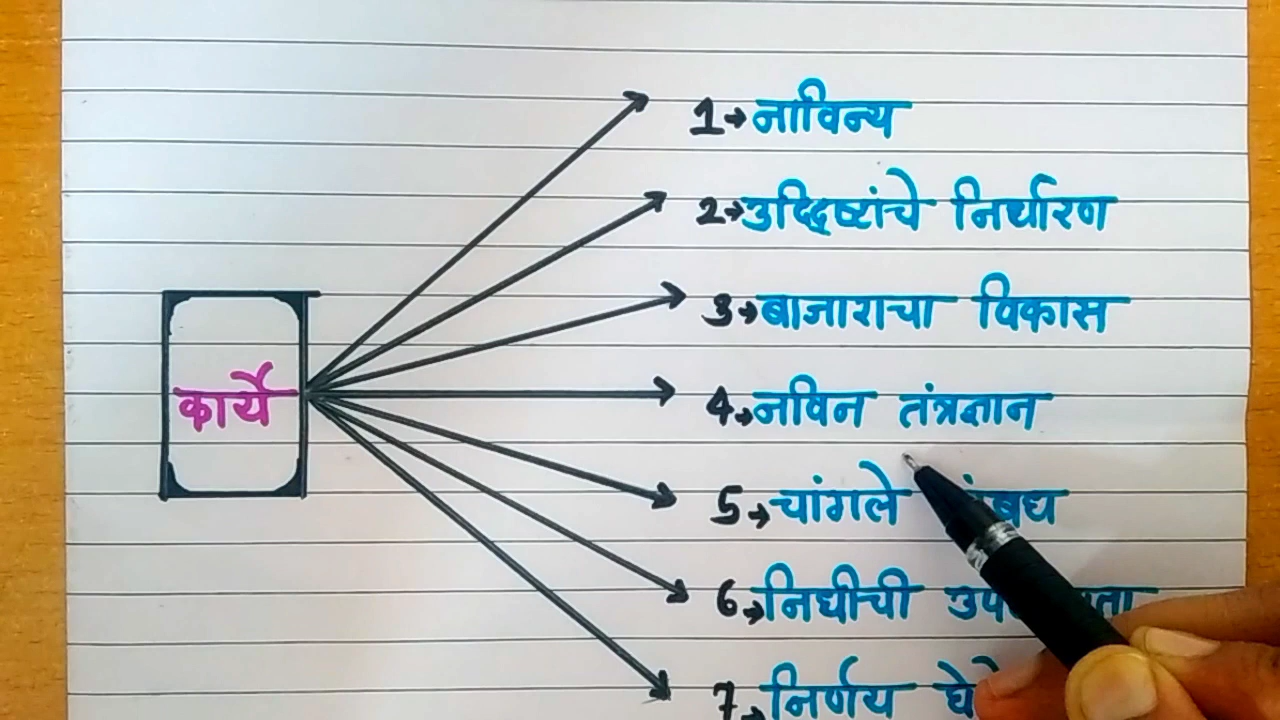 1→नाविन्य
2→उद्दिष्टांचे निर्धारण
3→बाजाराचा विकास
कार्ये
4→नविन तंत्रज्ञान
5→चांगले
6→निधीची
7→निर्णय